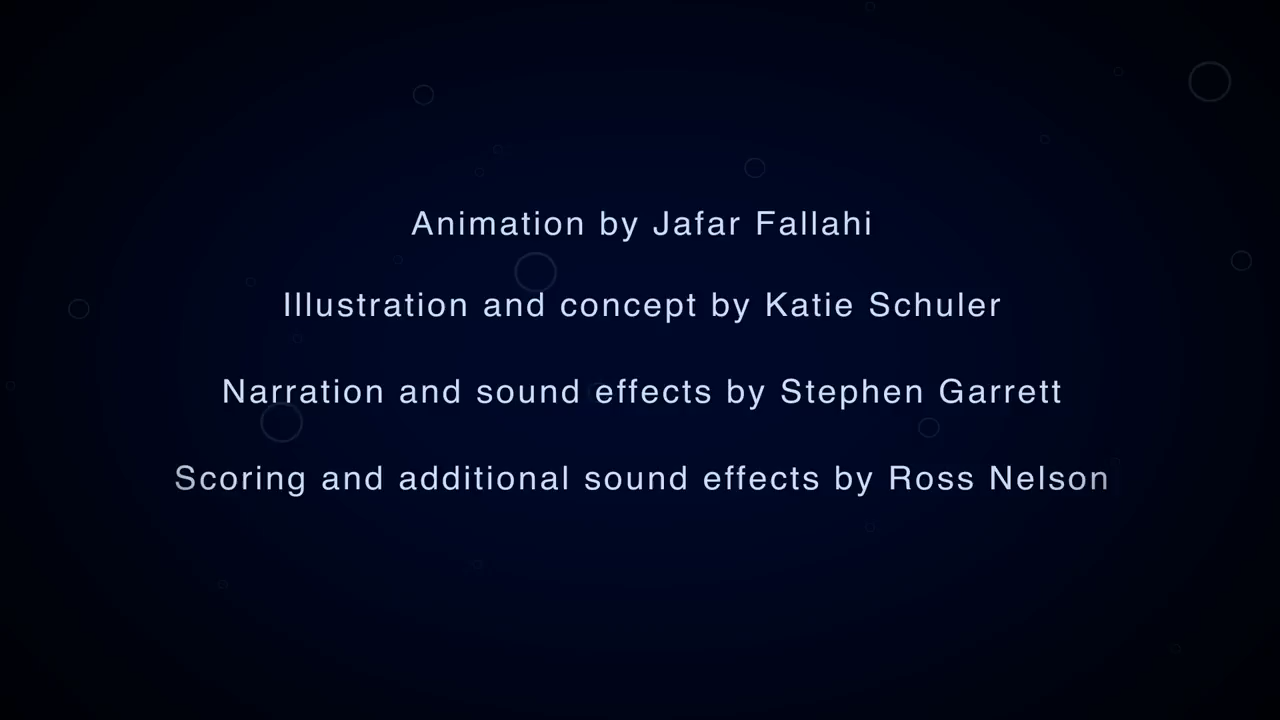 Animation by Jafar Fallahi
Illustration and concept by Katie Schuler
Narration and sound effects by Stephen Garrett
Scoring and additional sound effects by Ross Nelson